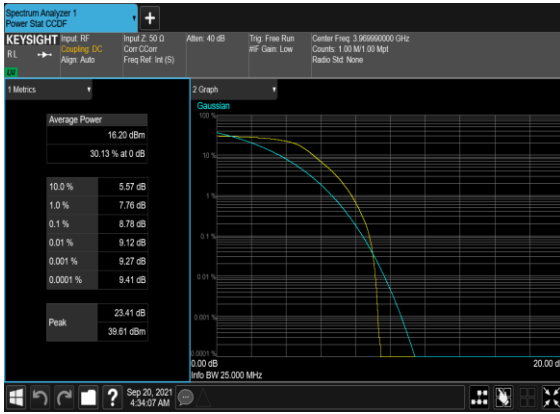 Spectrum Analyzer 1
Power Stat CCDF
+
KEYSIGHT
RL
LV
Input: RF
Coupling: DC
Align: Auto
Input Z: 50 Ω
Corr CCorr
Freq Ref: Int (S)
Atten: 40 dB
Trig: Free Run
#IF Gain: Low
Center Freq: 3.969990000 GHz
Counts: 1.00 M/1.00 Mpt
Radio Std: None
1 Metrics
Average Power
16.20 dBm
30.13 % at 0 dB
10.0 % 5.57 dB
1.0 % 7.76 dB
0.1 % 8.78 dB
0.01 % 9.12 dB
0.001 % 9.27 dB
0.0001 % 9.41 dB
Peak
23.41 dB
39.61 dBm
2 Graph
Gaussian
100 %
10 %
1 %
0.1 %
0.01 %
0.001 %
0.0001 %
0.00 dB
20.00 d
Info BW 25.000 MHz
?
Sep 20, 2021
4:34:07 AM